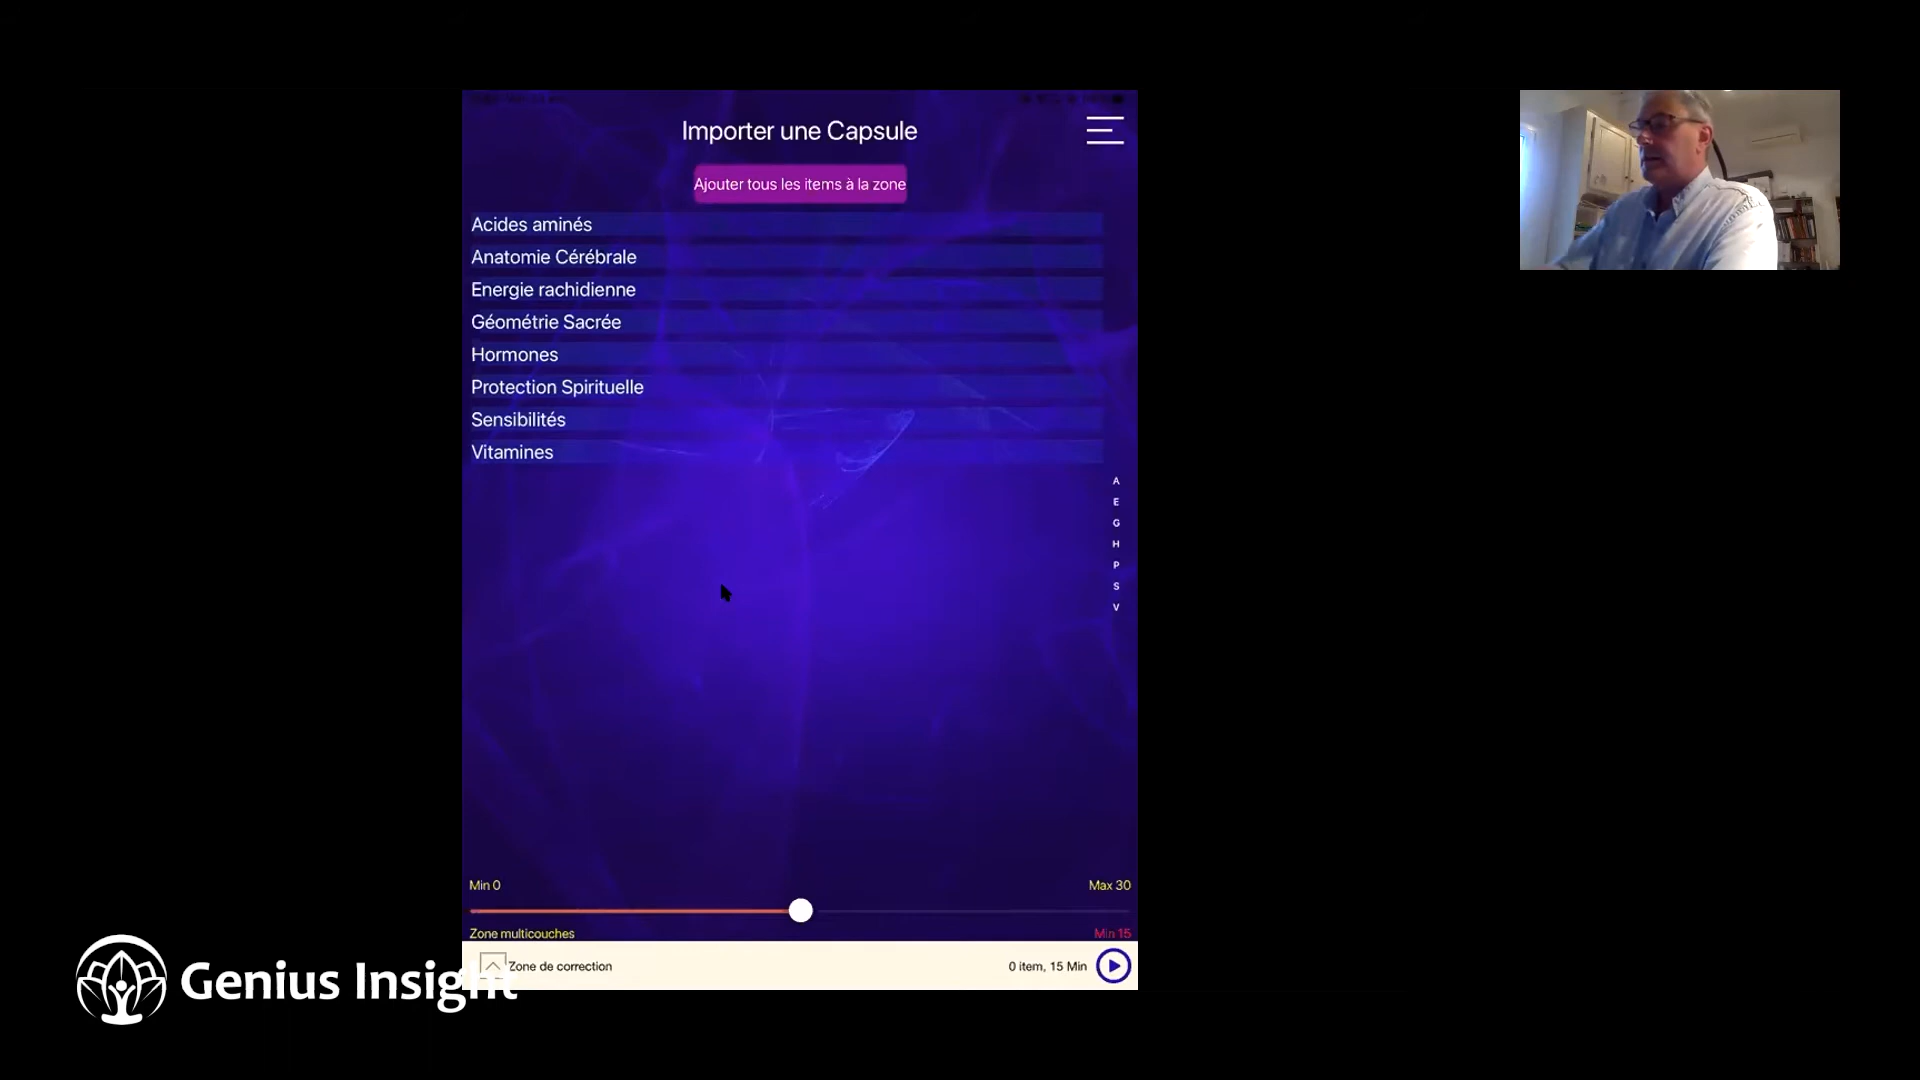 Importer une Capsule
Ajouter tous les items à la zone
Acides aminés
Anatomie Cérébrale
Energie rachidienne
Géométrie Sacrée
Hormones
Protection Spirituelle
Sensibilités
Vitamines
A
E
G
H
P
S
V
Min 0
Max 30
Zone multicouches
Min 15
Zone de correction
0 item, 15 Min
Genius Insight